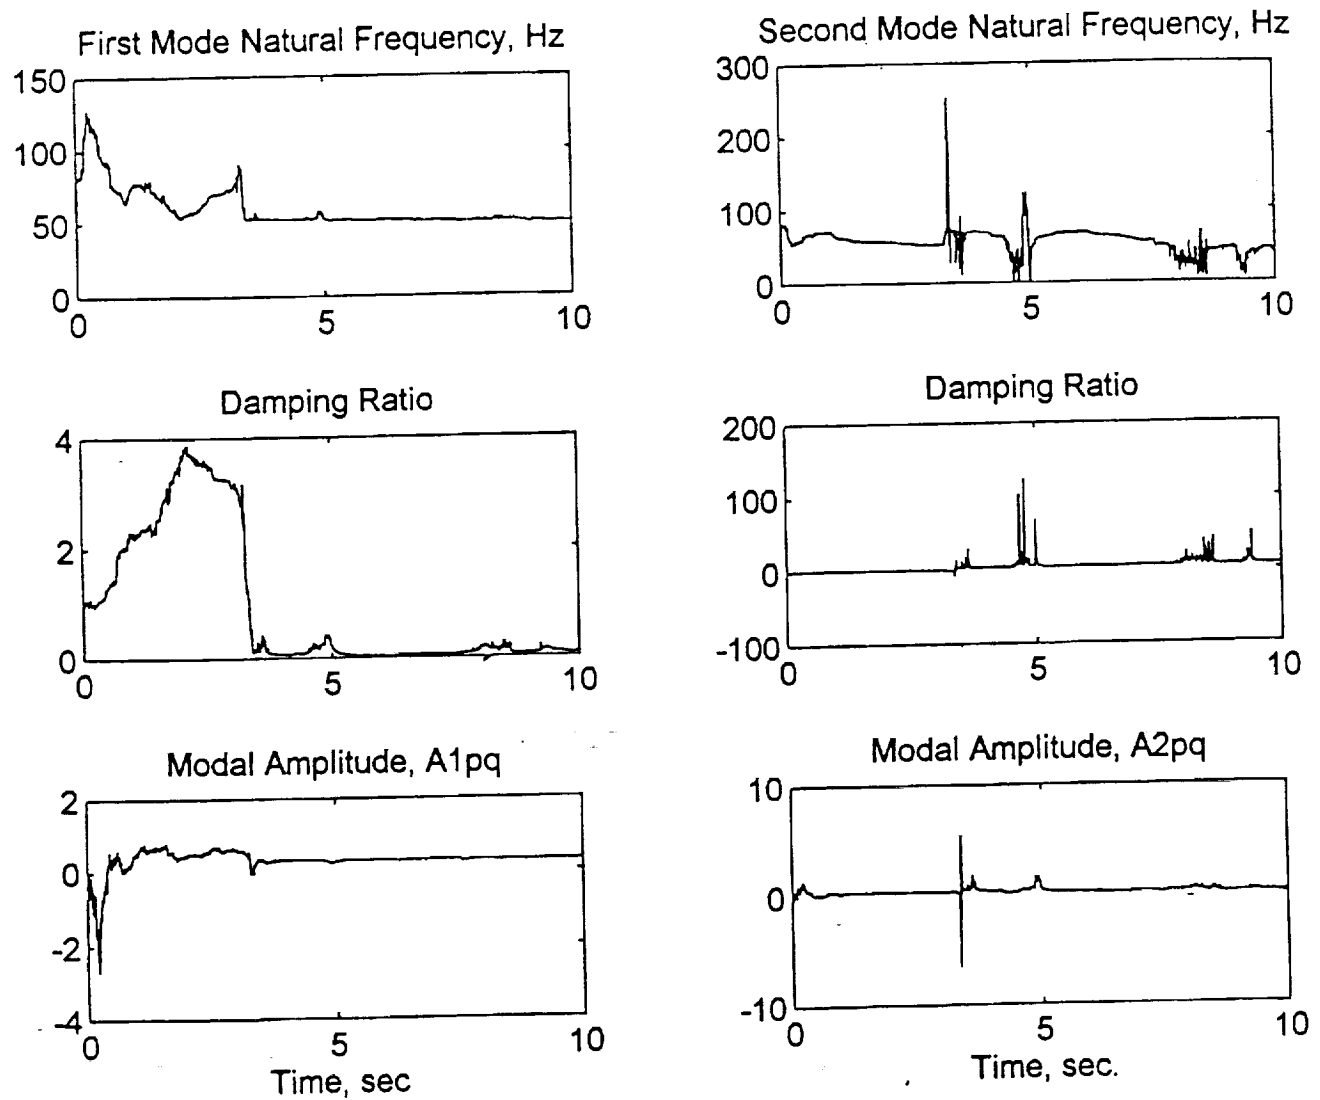 First Mode Natural Frequency, Hz
150
100
50
0
0 5 10
Second Mode Natural Frequency, Hz
300
200
100
0
0 5 10
Damping Ratio
4
2
0
0 5 10
Damping Ratio
200
100
0
-100
0 5 10
Modal Amplitude, A1pq
2
0
-2
-4
0 5 10
Time, sec
Modal Amplitude, A2pq
10
0
-10
0 5 10
Time, sec.